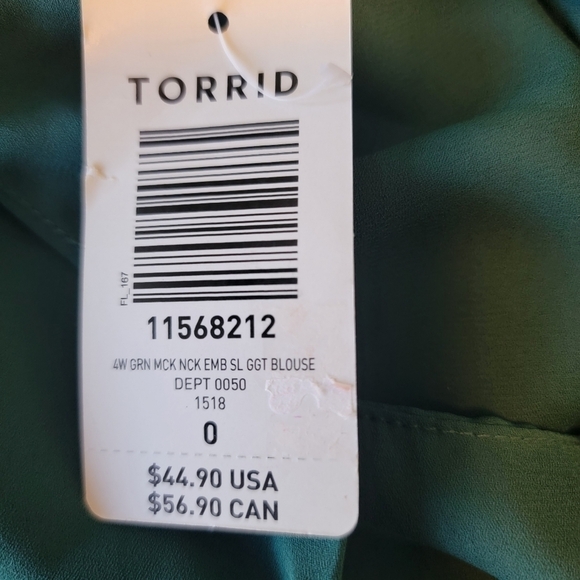 TORRID
FL_167
11568212
4W GRN MCK NCK EMB SL GGT BLOUSE
DEPT 0050
1518
0
$44.90 USA
$56.90 CAN